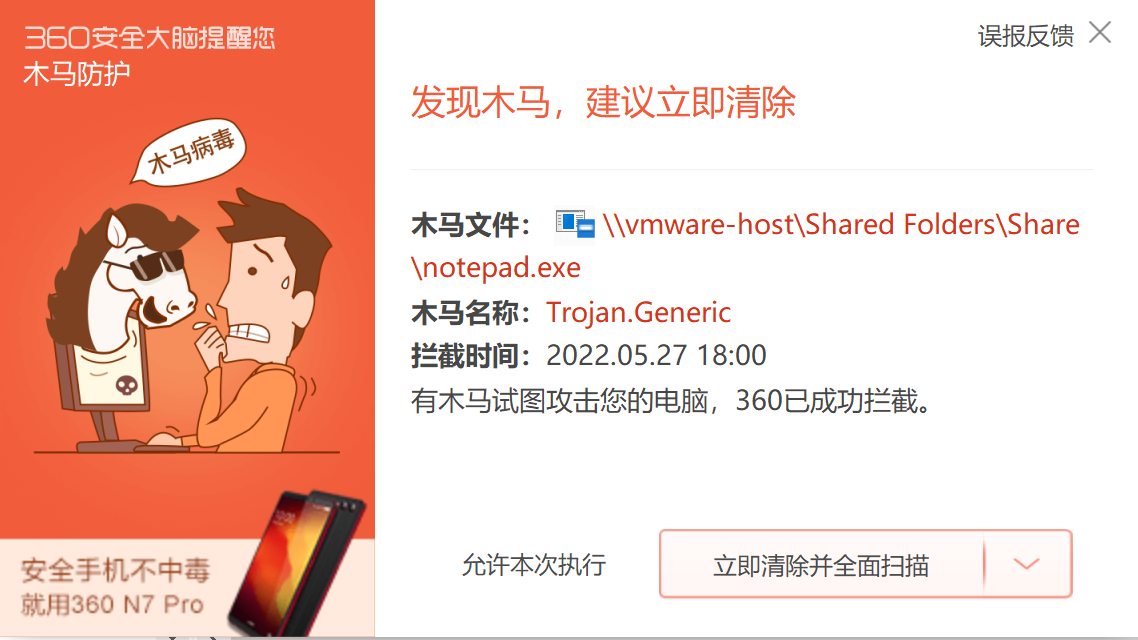 360安全大脑提醒您
木马防护
木马病毒
安全手机不中毒
就用360 N7 Pro
误报反馈
发现木马，建议立即清除
木马文件： \\vmware-host\Shared Folders\Share
\notepad.exe
木马名称：Trojan.Generic
拦截时间：2022.05.27 18:00
有木马试图攻击您的电脑，360已成功拦截。
允许本次执行
立即清除并全面扫描